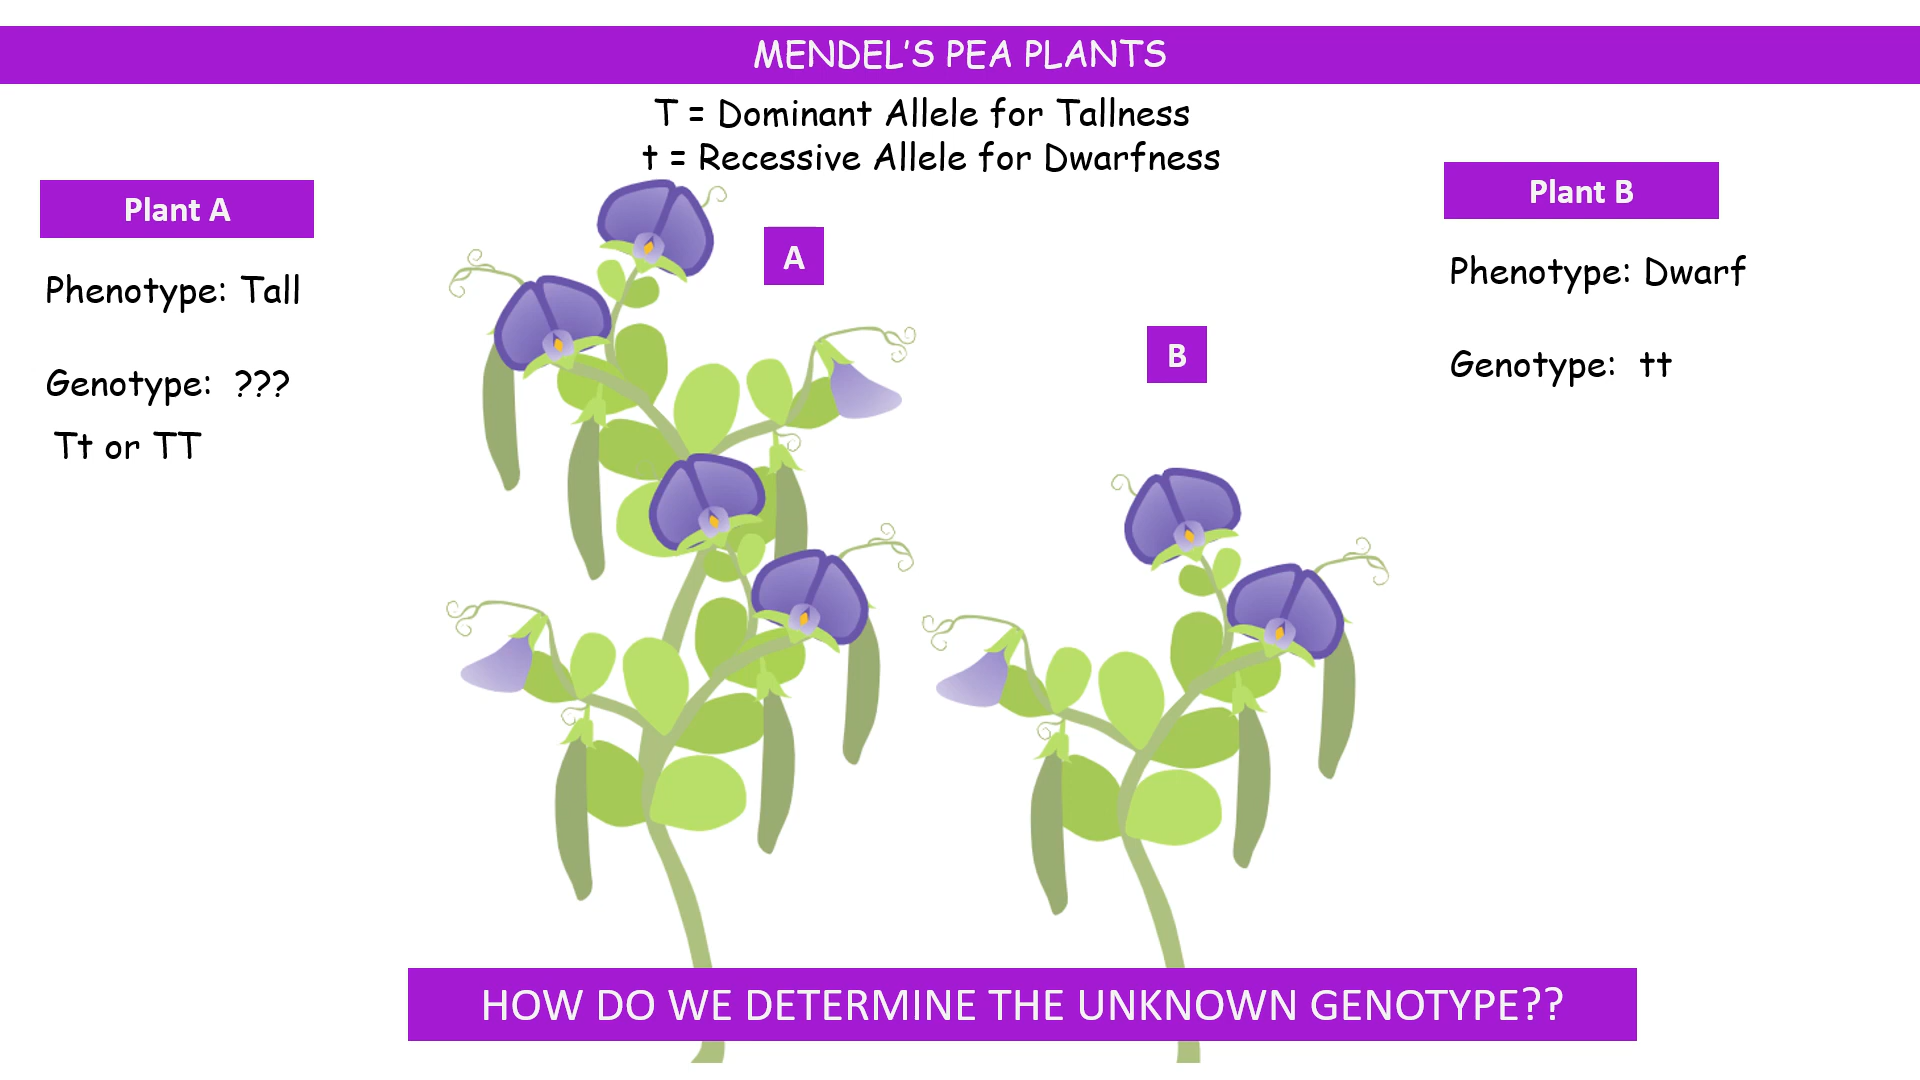 MENDEL'S PEA PLANTS
T = Dominant Allele for Tallness
t = Recessive Allele for Dwarfness
Plant A
Phenotype: Tall
Genotype: ???
Tt or TT
A
B
Plant B
Phenotype: Dwarf
Genotype: tt
HOW DO WE DETERMINE THE UNKNOWN GENOTYPE??